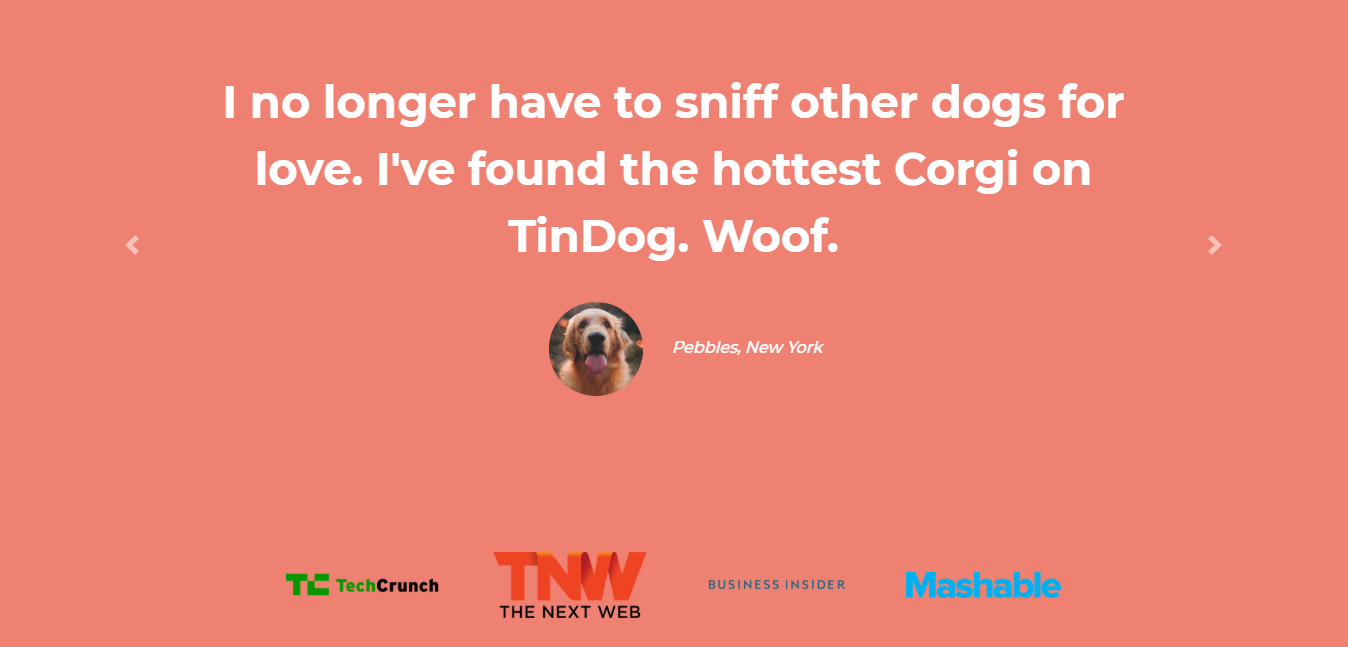 I no longer have to sniff other dogs for
love. I've found the hottest Corgi on
TinDog. Woof.
Pebbles, New York
TC TechCrunch
TNW
THE NEXT WEB
BUSINESS INSIDER
Mashable